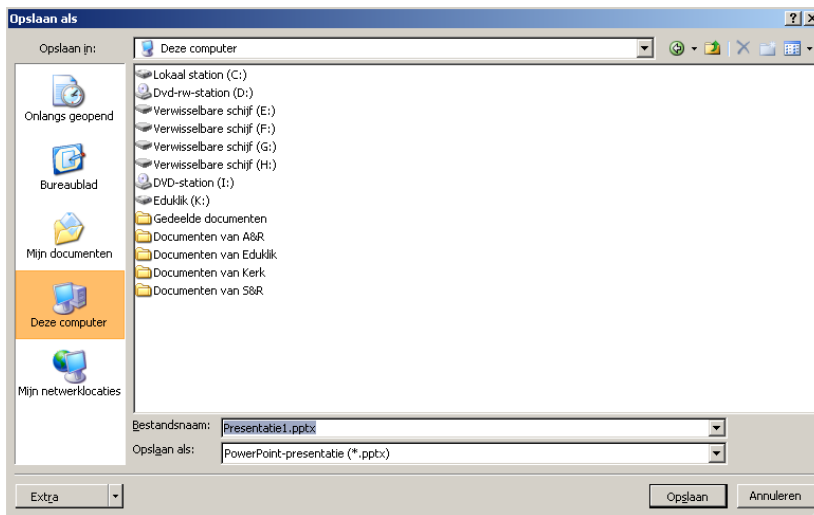 Opslaan als
Opslaan in:
Deze computer
Onlangs geopend
Bureaublad
Mijn documenten
Deze computer
Mijn netwerklocaties
Lokaal station (C:)
Dvd-rw-station (D:)
Verwisselbare schijf (E:)
Verwisselbare schijf (F:)
Verwisselbare schijf (G:)
Verwisselbare schijf (H:)
DVD-station (I:)
Eduklik (K:)
Gedeelde documenten
Documenten van A&R
Documenten van Eduklik
Documenten van Kerk
Documenten van S&R
Bestandsnaam:
Presentatie1.pptx
Opslaan als:
PowerPoint-presentatie (*.pptx)
Extra
Opslaan
Annuleren